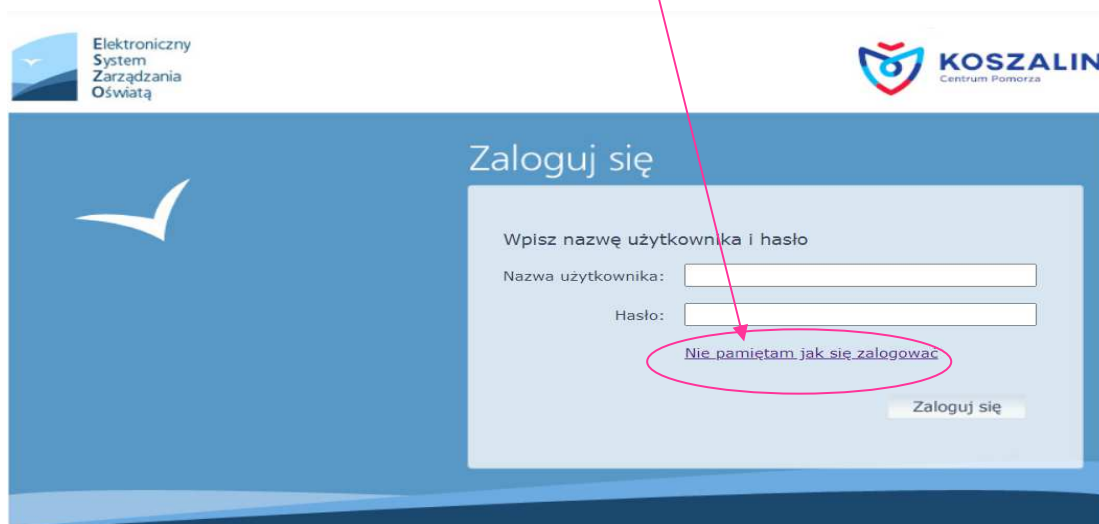 Elektroniczny
System
Zarządzania
Oświatą
KOSZALIN
Centrum Pomorza
Zaloguj się
Wpisz nazwę użytkownika i hasło
Nazwa użytkownika:
Hasło:
Nie pamiętam jak się zalogować
Zaloguj się